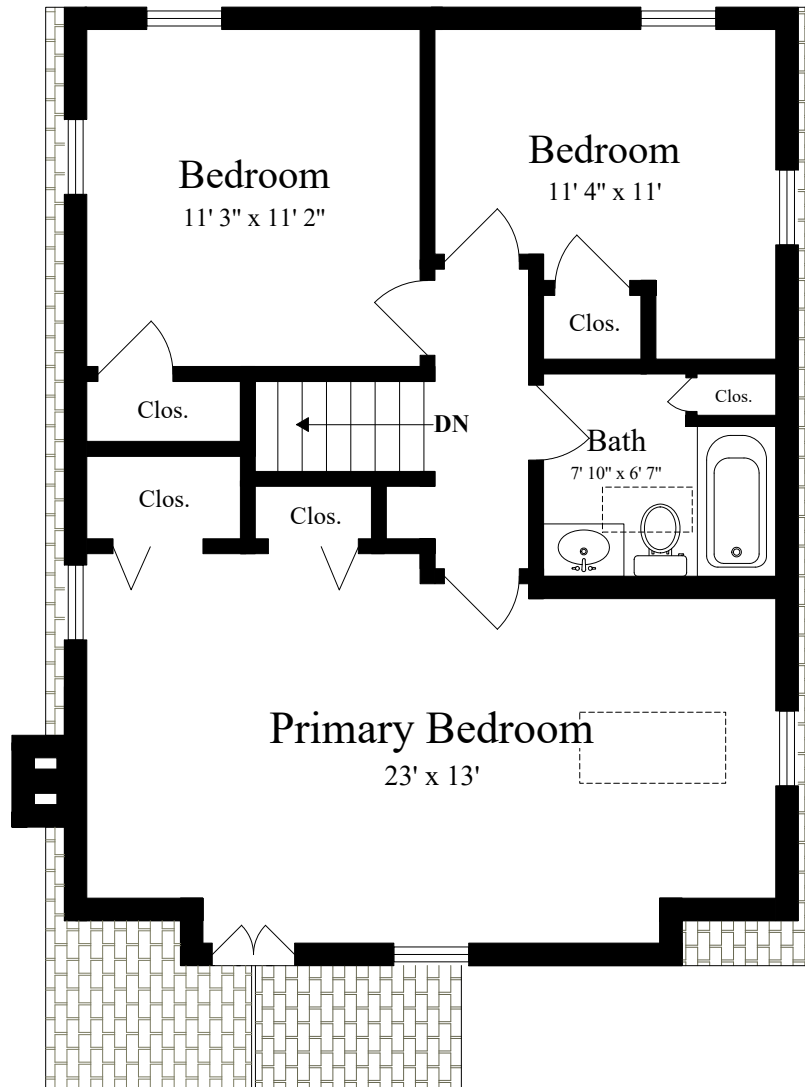 Bedroom
11' 3" x 11' 2"
Bedroom
11' 4" x 11'
Clos.
Clos.
Clos.
DN
Bath
7' 10" x 6' 7"
Clos.
Clos.
Primary Bedroom
23' x 13'